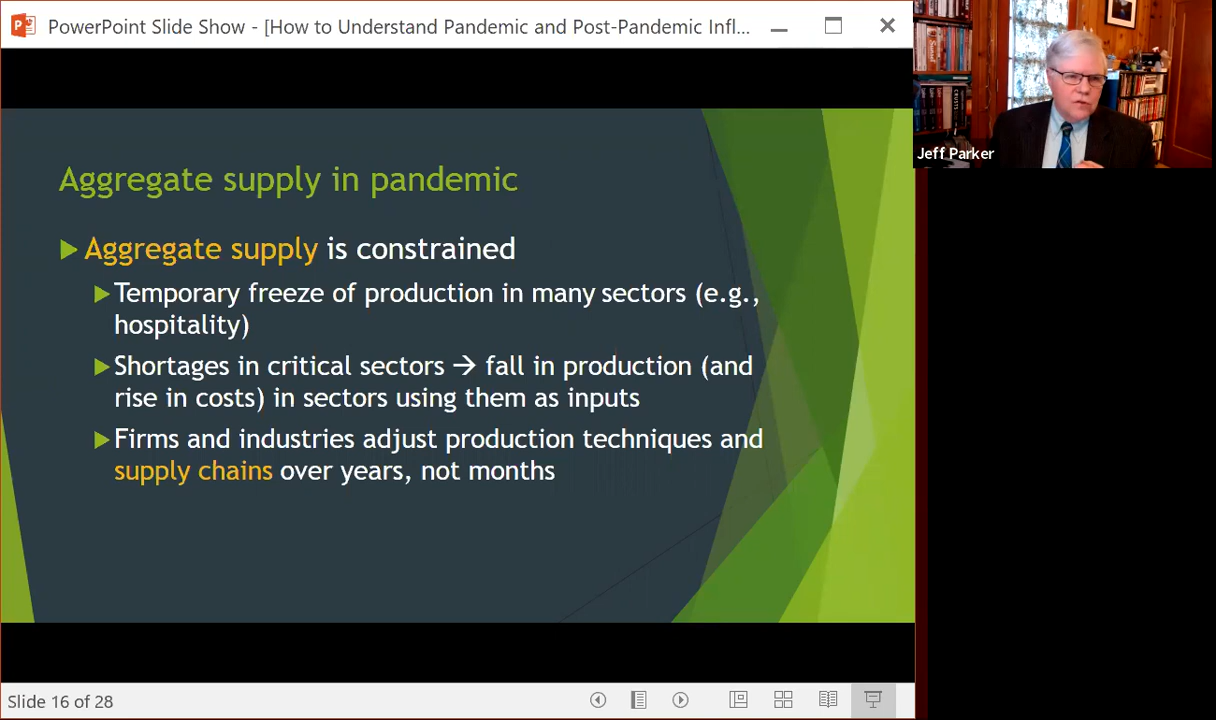 PowerPoint Slide Show - [How to Understand Pandemic and Post-Pandemic Infl...
Jeff Parker
Aggregate supply in pandemic
Aggregate supply is constrained
Temporary freeze of production in many sectors (e.g.,
hospitality)
Shortages in critical sectors → fall in production (and
rise in costs) in sectors using them as inputs
Firms and industries adjust production techniques and
supply chains over years, not months
Slide 16 of 28